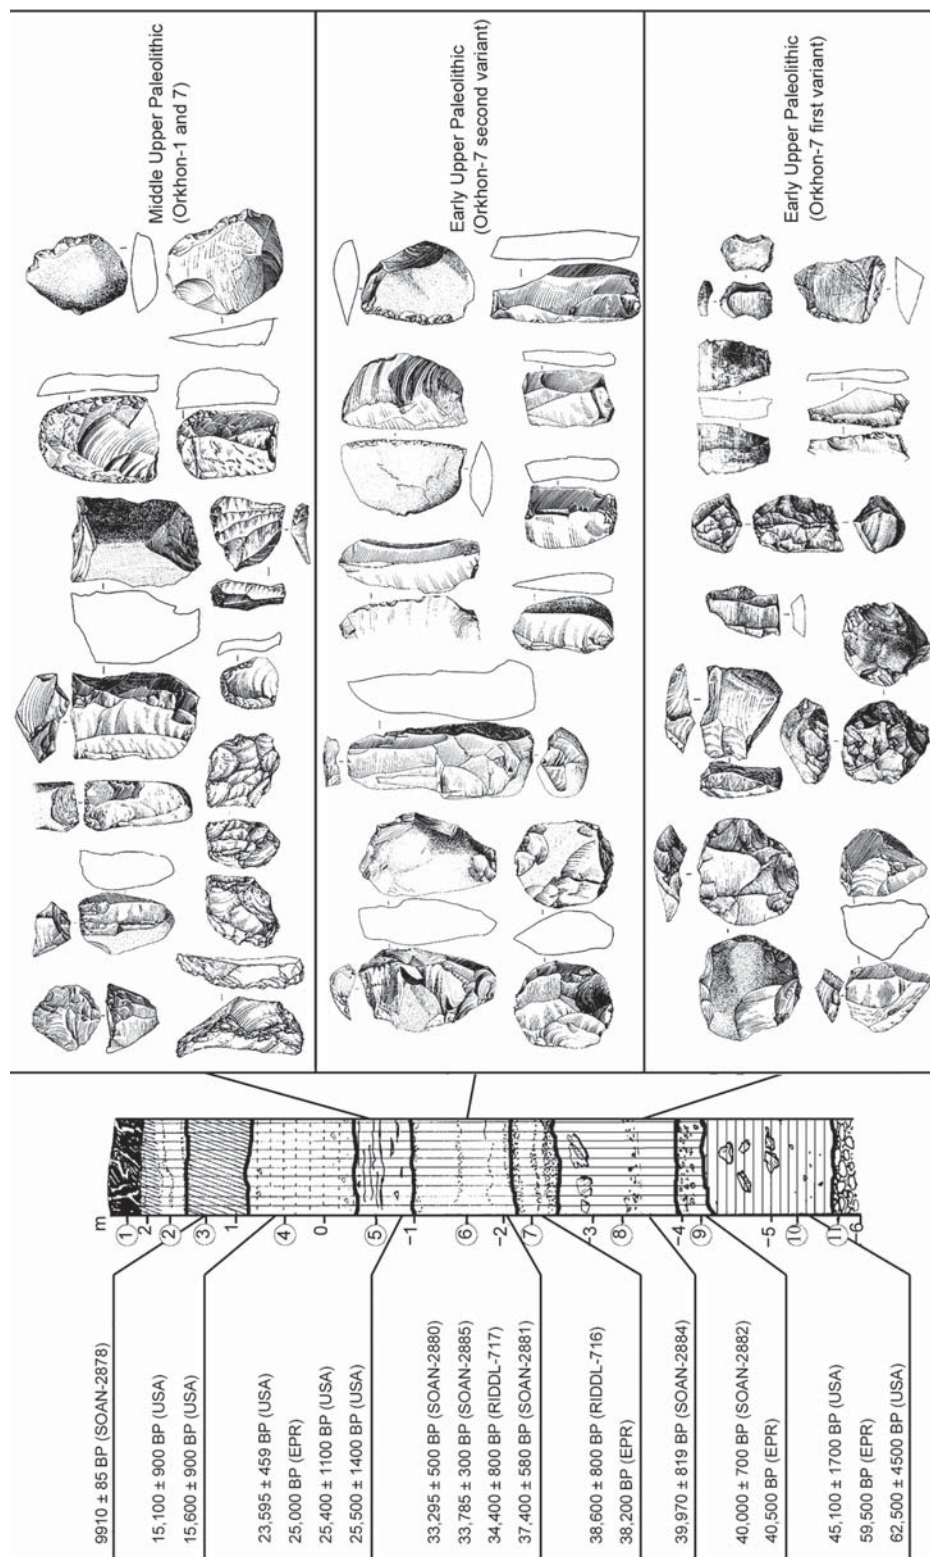 Middle Upper Paleolithic
(Orkhon-1 and 7)
Early Upper Paleolithic
(Orkhon-7 second variant)
Early Upper Paleolithic
(Orkhon-7 first variant)
m
1
2
2
3
1
4
0
5
–1
6
–2
7
–3
8
–4
9
–5
10
11
–6
9910 ± 85 BP (SOAN-2878)
15,100 ± 900 BP (USA)
15,600 ± 900 BP (USA)
23,595 ± 459 BP (USA)
25,000 BP (EPR)
25,400 ± 1100 BP (USA)
25,500 ± 1400 BP (USA)
33,295 ± 500 BP (SOAN-2880)
33,785 ± 300 BP (SOAN-2885)
34,400 ± 800 BP (RIDDL-717)
37,400 ± 580 BP (SOAN-2881)
38,600 ± 800 BP (RIDDL-716)
38,200 BP (EPR)
39,970 ± 819 BP (SOAN-2884)
40,000 ± 700 BP (SOAN-2882)
40,500 BP (EPR)
45,100 ± 1700 BP (USA)
59,500 BP (EPR)
62,500 ± 4500 BP (USA)